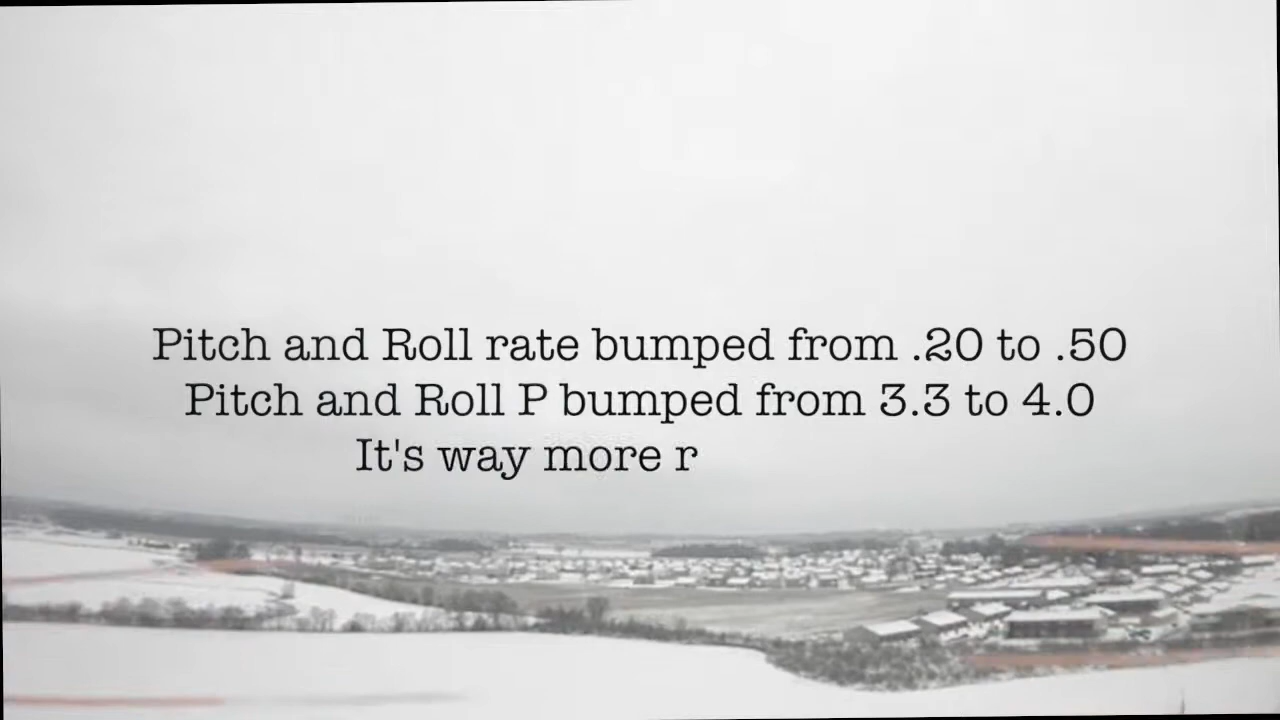 Pitch and Roll rate bumped from .20 to .50
Pitch and Roll P bumped from 3.3 to 4.0
It's way more r